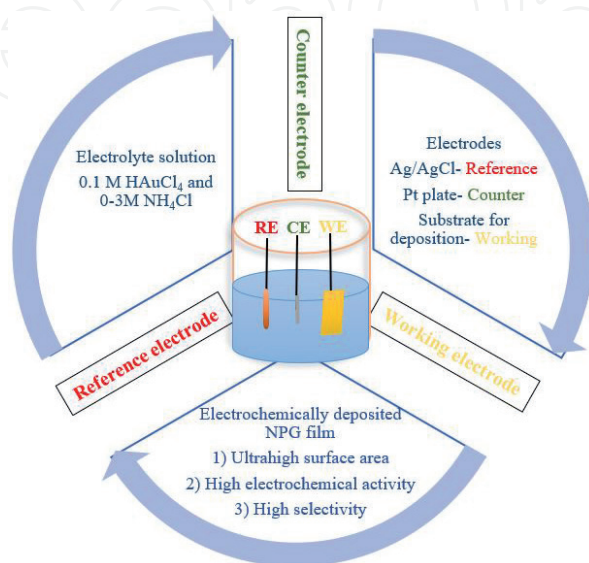 Counter electrode
Electrolyte solution
0.1 M HAuCl₄ and
0-3M NH₄Cl
Electrodes
Ag/AgCl- Reference
Pt plate- Counter
Substrate for
deposition- Working
RE CE WE
Reference electrode
Working electrode
Electrochemically deposited
NPG film
1) Ultrahigh surface area
2) High electrochemical activity
3) High selectivity